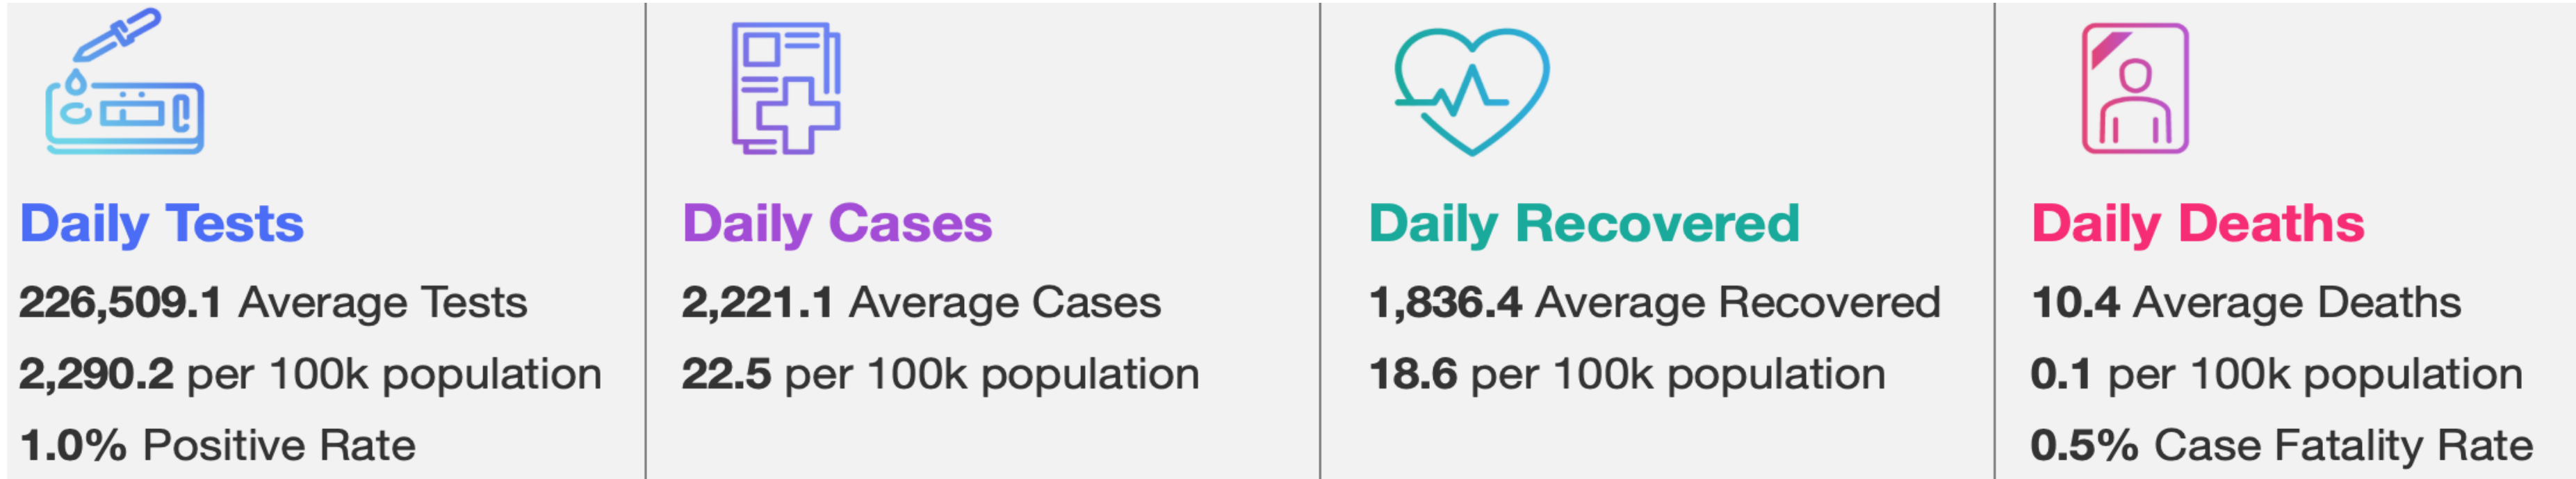 Daily Tests
226,509.1 Average Tests
2,290.2 per 100k population
1.0% Positive Rate
Daily Cases
2,221.1 Average Cases
22.5 per 100k population
Daily Recovered
1,836.4 Average Recovered
18.6 per 100k population
Daily Deaths
10.4 Average Deaths
0.1 per 100k population
0.5% Case Fatality Rate